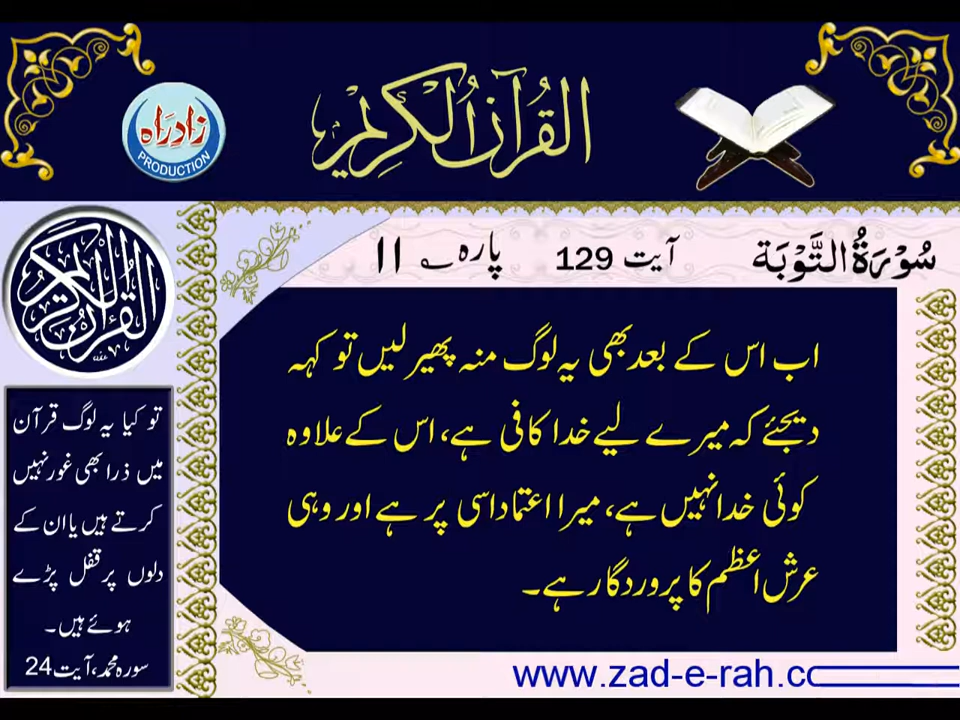 القرآن الكريم
زادِراہ
PRODUCTION
سُوْرَةُ التَّوْبَة
آیت 129
پارہ 11
اب اس کے بعد بھی یہ لوگ منہ پھیر لیں تو کہہ
دیجئے کہ میرے لیے خدا کافی ہے، اس کے علاوہ
کوئی خدا نہیں ہے، میرا اعتماد اسی پر ہے اور وہی
عرش اعظم کا پروردگار ہے۔
تو کیا یہ لوگ قرآن
میں ذرا بھی غور نہیں
کرتے ہیں یا ان کے
دلوں پر قفل پڑے
ہوئے ہیں۔
سورہ محمد، آیت 24
www.zad-e-rah.co